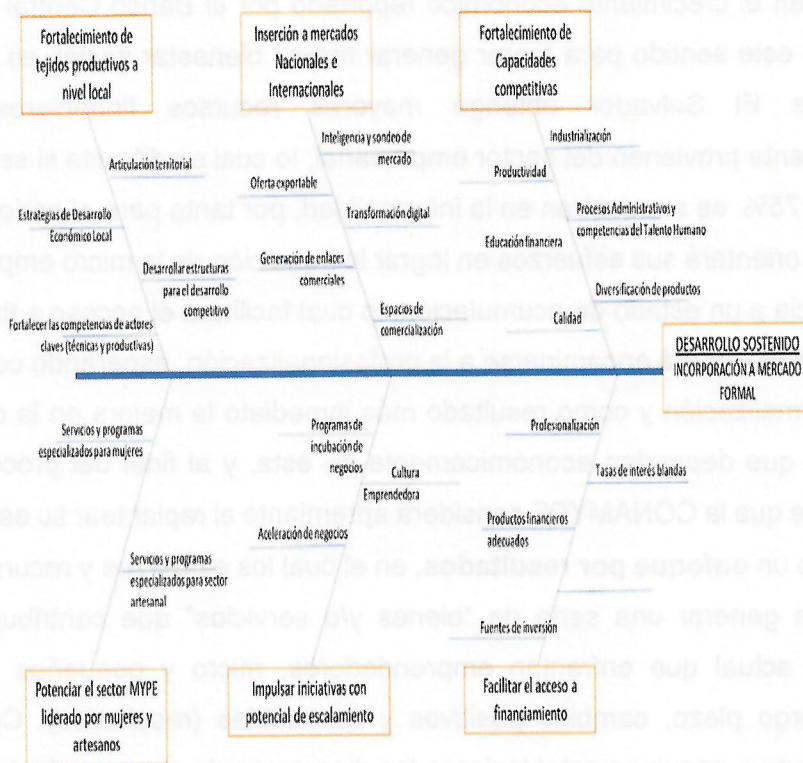 Fortalecimiento de
tejidos productivos a
nivel local
Inserción a mercados
Nacionales e
Internacionales
Fortalecimiento de
Capacidades
competitivas
Articulación territorial
Estrategias de Desarrollo
Económico Local
Desarrollar estructuras
para el desarrollo
competitivo
Fortalecer las competencias de actores
claves (técnicas y productivas)
Inteligencia y sondeo de
mercado
Oferta exportable
Transformación digital
Generación de enlaces
comerciales
Espacios de
comercialización
Industrialización
Productividad
Procesos Administrativos y
competencias del Talento Humano
Educación financiera
Diversificación de productos
Calidad
DESARROLLO SOSTENIDO
INCORPORACIÓN A MERCADO
FORMAL
Servicios y programas
especializados para mujeres
Servicios y programas
especializados para sector
artesanal
Programas de
incubación de
negocios
Cultura
Emprendedora
Aceleración de negocios
Profesionalización
Tasas de interés blandas
Productos financieros
adecuados
Fuentes de inversión
Potenciar el sector MYPE
liderado por mujeres y
artesanos
Impulsar iniciativas con
potencial de escalamiento
Facilitar el acceso a
financiamiento